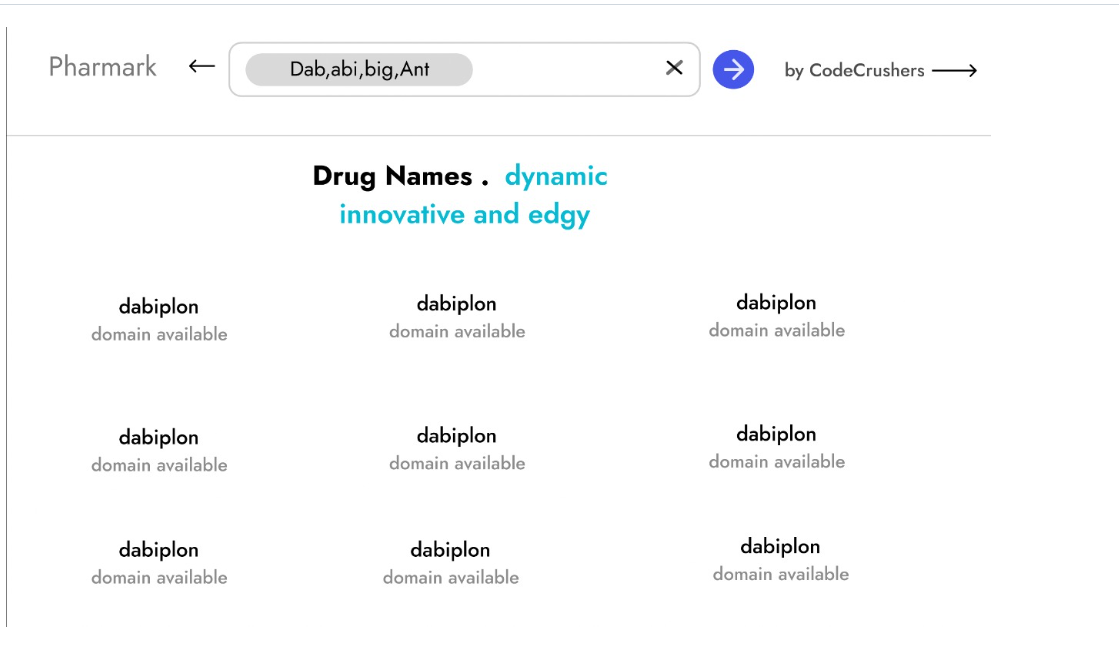 Pharmark Dab,abi,big,Ant by CodeCrushers
Drug Names . dynamic
innovative and edgy
dabiplon dabiplon dabiplon
domain available domain available domain available
dabiplon dabiplon dabiplon
domain available domain available domain available
dabiplon dabiplon dabiplon
domain available domain available domain available